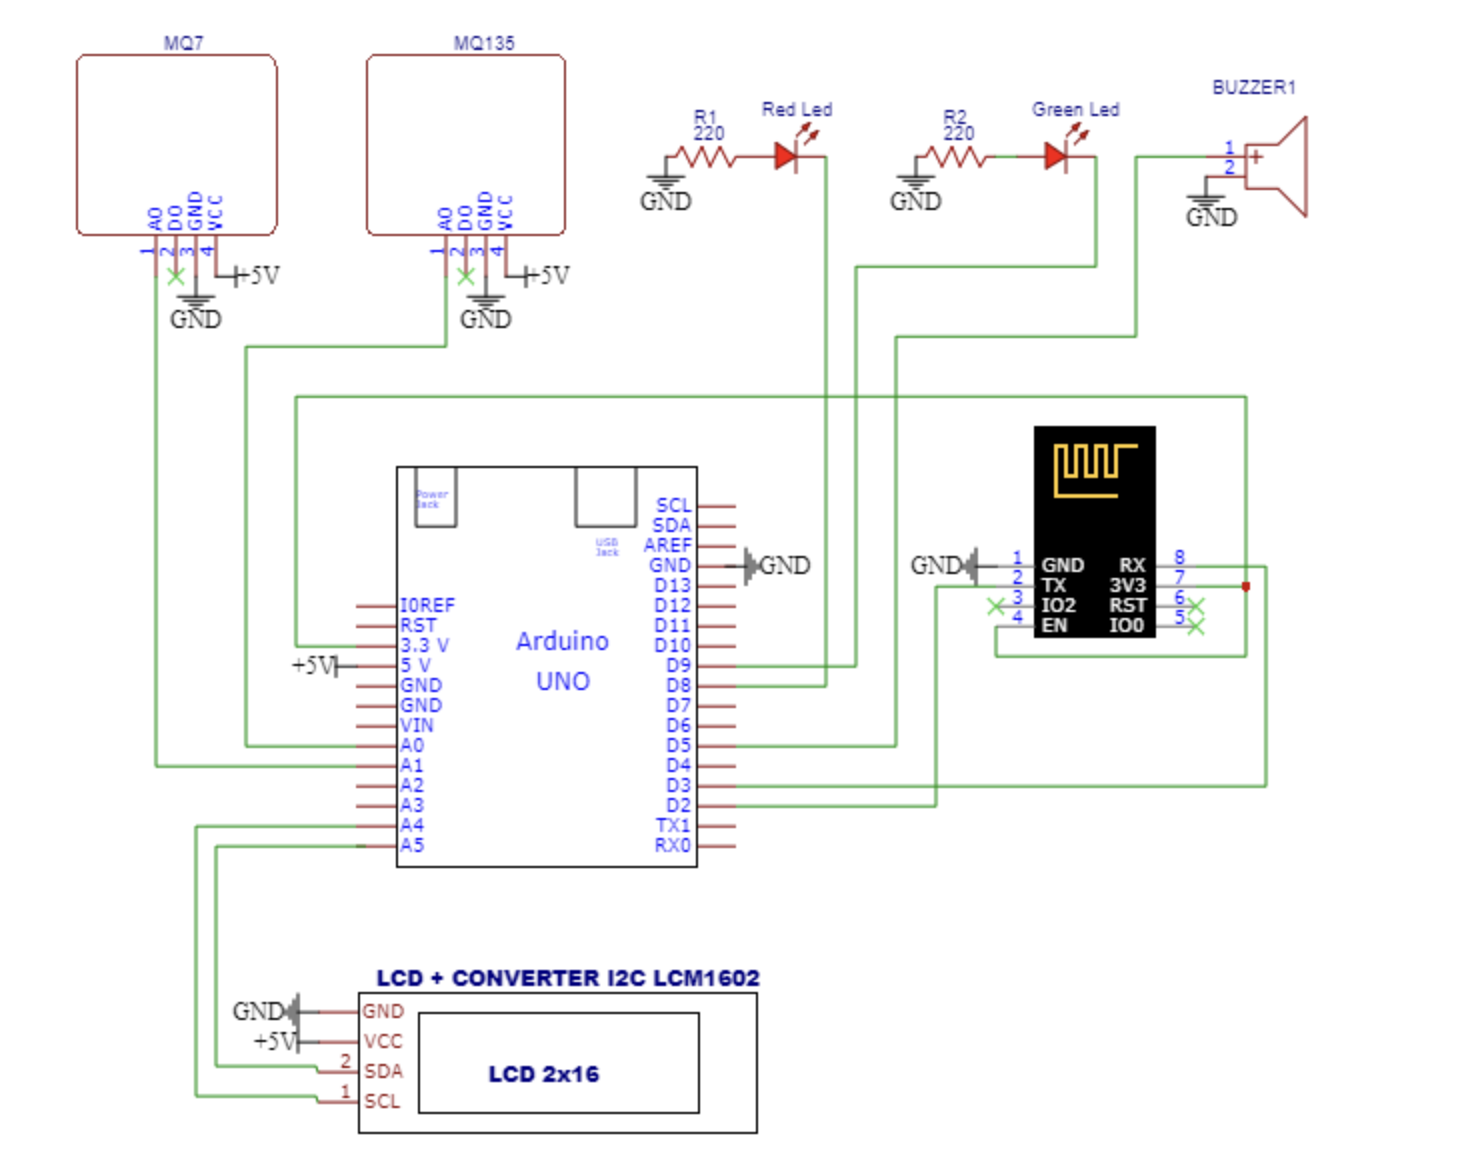 MQ7
A0
DO
GND
VCC
1
2
3
4
+5V
GND
MQ135
A0
DO
GND
VCC
1
2
3
4
+5V
GND
R1
220
Red Led
GND
R2
220
Green Led
GND
BUZZER1
1
2
+
GND
Power
Jack
USB
Jack
Arduino
UNO
IOREF
RST
3.3 V
5 V
+5V
GND
GND
VIN
A0
A1
A2
A3
A4
A5
SCL
SDA
AREF
GND
GND
D13
D12
D11
D10
D9
D8
D7
D6
D5
D4
D3
D2
TX1
RX0
GND
1 GND
2 TX
3 IO2
4 EN
RX 8
3V3 7
RST 6
IO0 5
LCD + CONVERTER I2C LCM1602
GND GND
+5V VCC
2 SDA
1 SCL
LCD 2x16